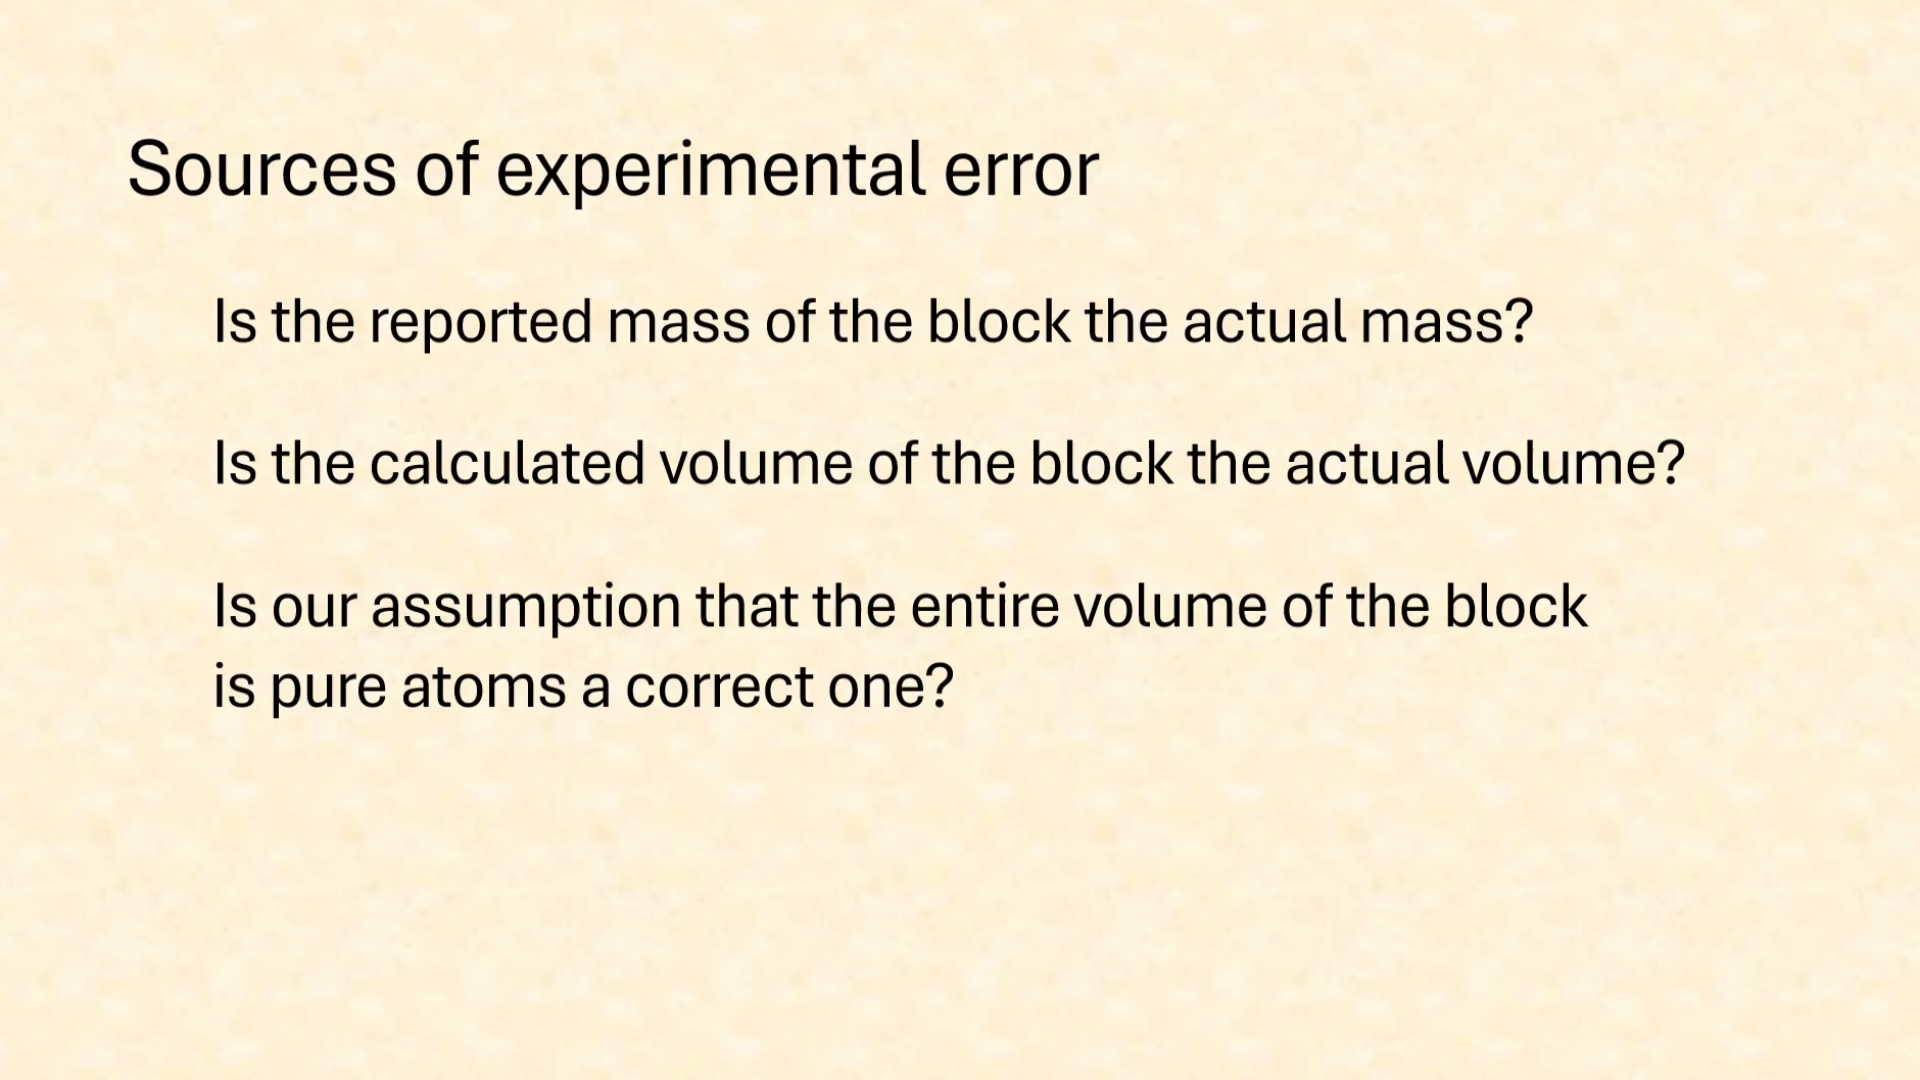 Sources of experimental error
Is the reported mass of the block the actual mass?
Is the calculated volume of the block the actual volume?
Is our assumption that the entire volume of the block
is pure atoms a correct one?